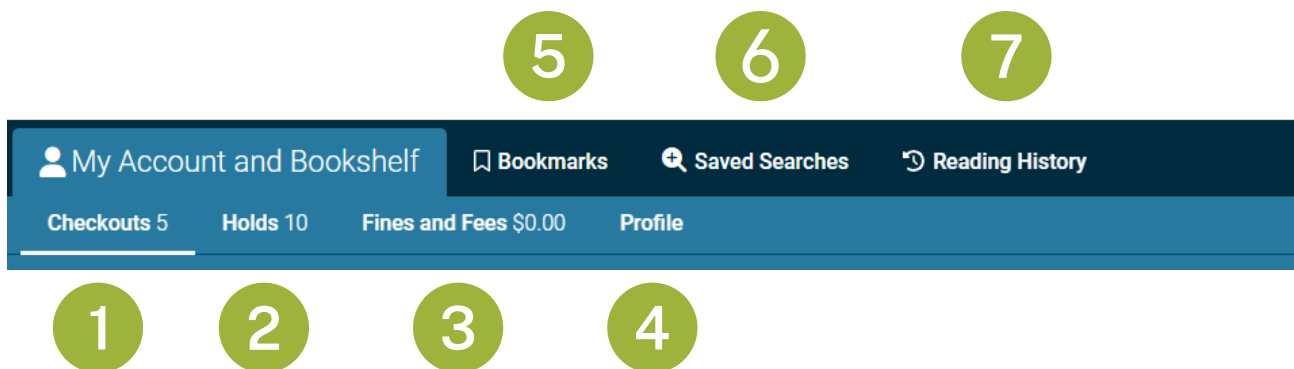 5 6 7
My Account and Bookshelf Bookmarks Saved Searches Reading History
Checkouts 5 Holds 10 Fines and Fees $0.00 Profile
1 2 3 4